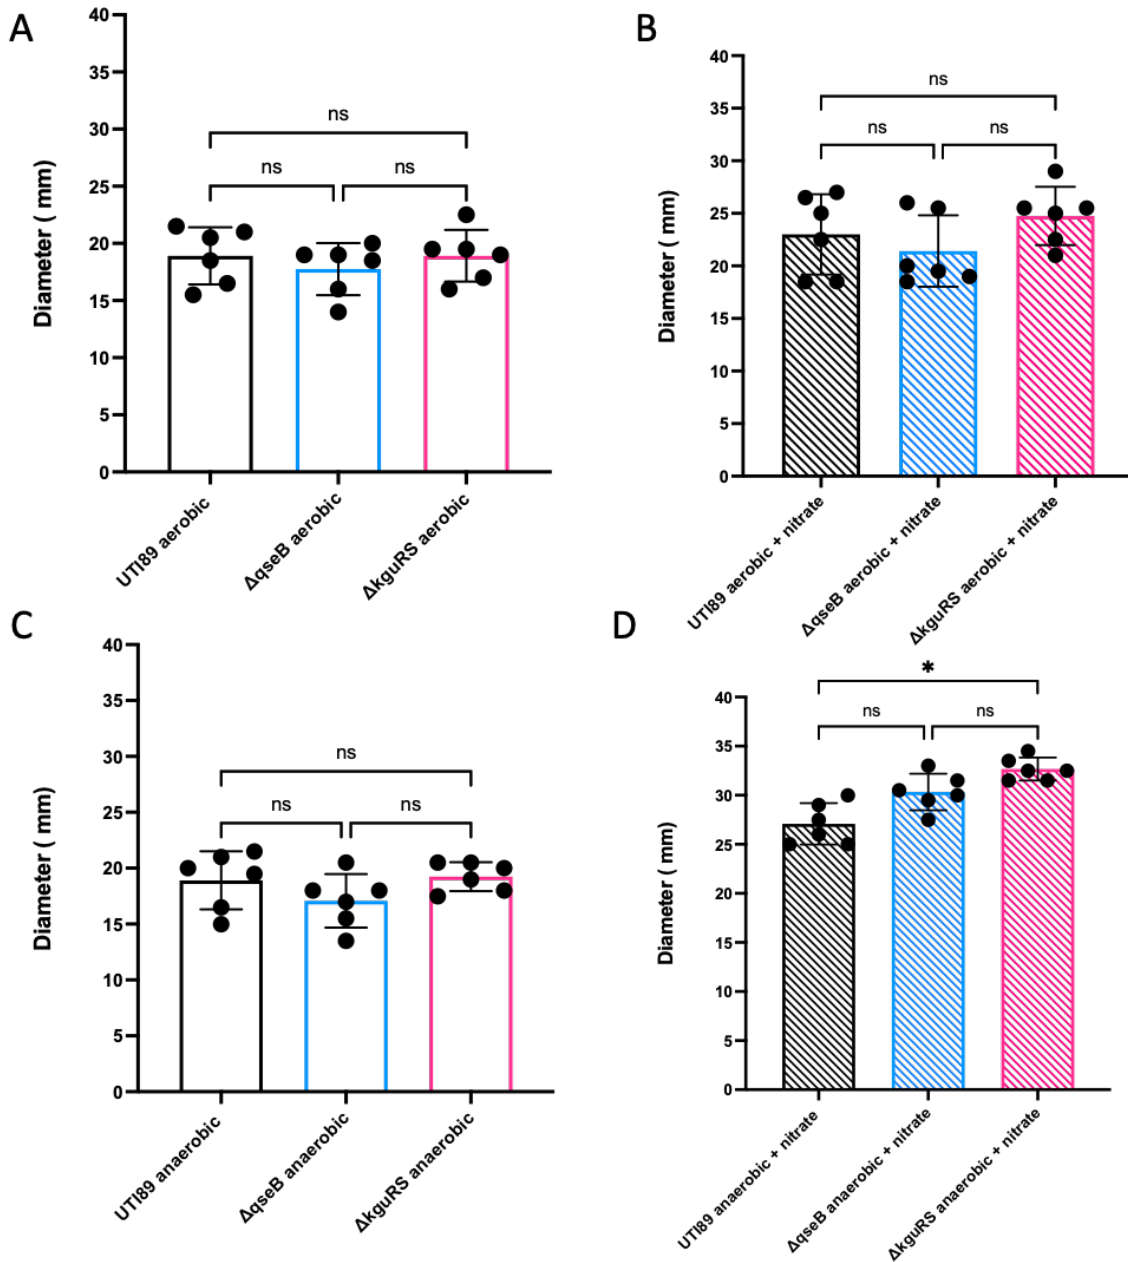 A
40
35
30
25
20
15
10
5
0
Diameter ( mm)
ns
ns
ns
UTI89 aerobic
ΔqseB aerobic
ΔkguRS aerobic
B
40
35
30
25
20
15
10
5
0
Diameter ( mm)
ns
ns
ns
UTI89 aerobic + nitrate
ΔqseB aerobic + nitrate
ΔkguRS aerobic + nitrate
C
40
35
30
25
20
15
10
5
0
Diameter ( mm)
ns
ns
ns
UTI89 anaerobic
ΔqseB anaerobic
ΔkguRS anaerobic
D
40
35
30
25
20
15
10
5
0
Diameter ( mm)
*
ns
ns
UTI89 anaerobic + nitrate
ΔqseB anaerobic + nitrate
ΔkguRS anaerobic + nitrate